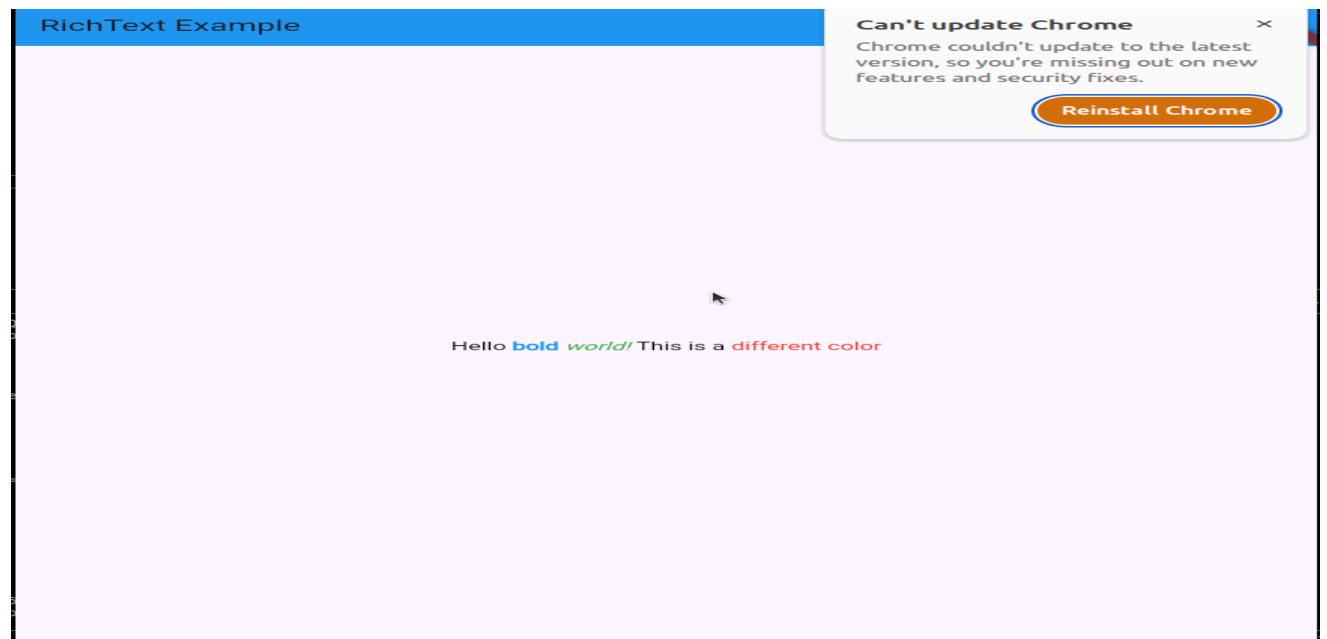 RichText Example
Can't update Chrome
Chrome couldn't update to the latest
version, so you're missing out on new
features and security fixes.
Reinstall Chrome
Hello bold world! This is a different color